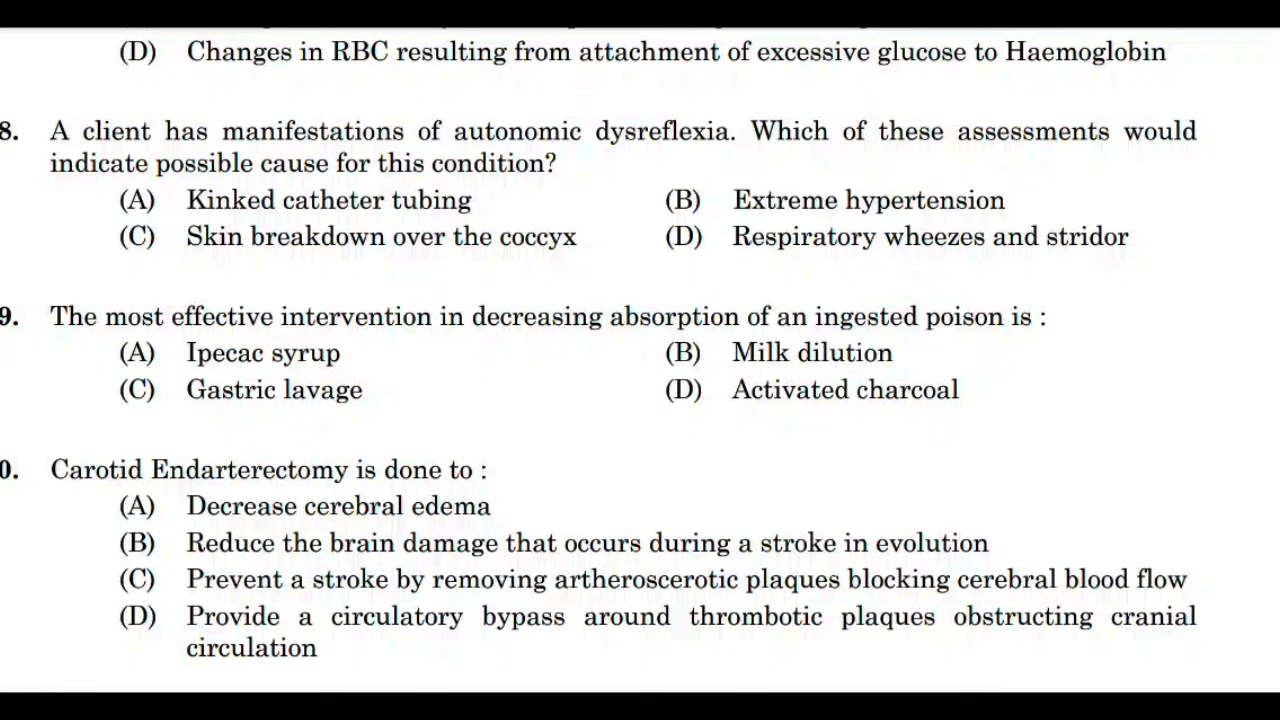 (D) Changes in RBC resulting from attachment of excessive glucose to Haemoglobin
8. A client has manifestations of autonomic dysreflexia. Which of these assessments would
indicate possible cause for this condition?
(A) Kinked catheter tubing (B) Extreme hypertension
(C) Skin breakdown over the coccyx (D) Respiratory wheezes and stridor
9. The most effective intervention in decreasing absorption of an ingested poison is :
(A) Ipecac syrup (B) Milk dilution
(C) Gastric lavage (D) Activated charcoal
0. Carotid Endarterectomy is done to :
(A) Decrease cerebral edema
(B) Reduce the brain damage that occurs during a stroke in evolution
(C) Prevent a stroke by removing artheroscerotic plaques blocking cerebral blood flow
(D) Provide a circulatory bypass around thrombotic plaques obstructing cranial
circulation